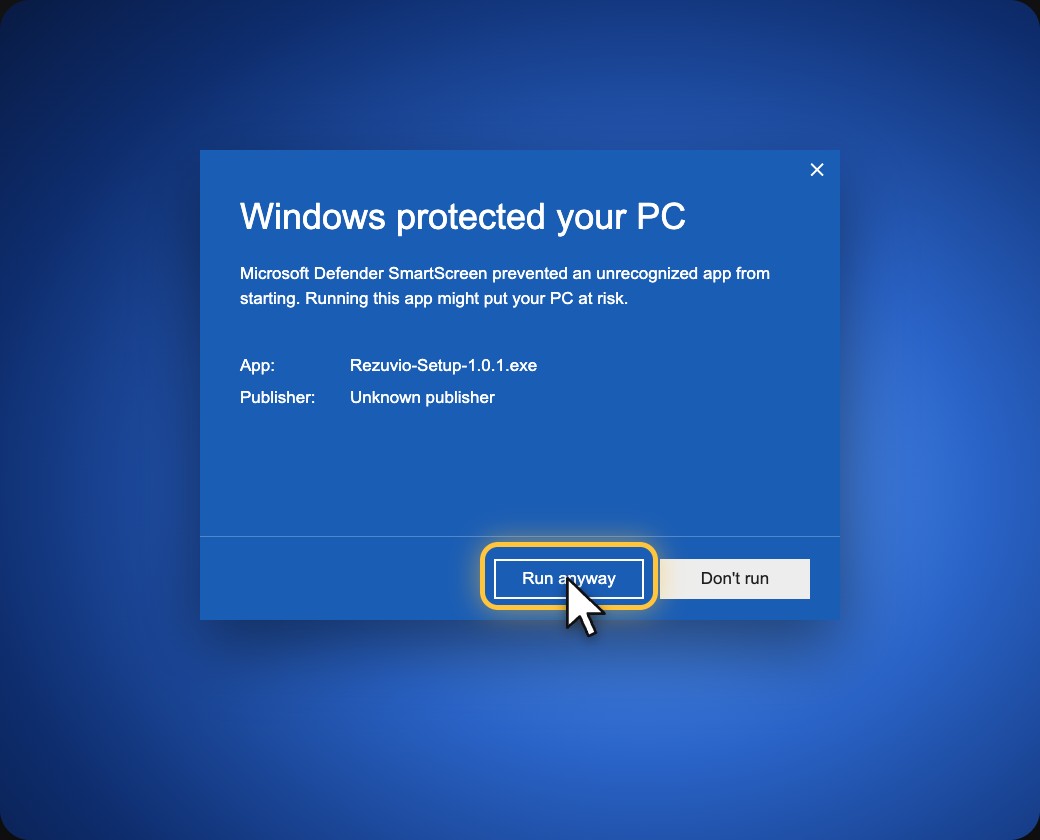 Windows protected your PC
Microsoft Defender SmartScreen prevented an unrecognized app from
starting. Running this app might put your PC at risk.
App: Rezuvio-Setup-1.0.1.exe
Publisher: Unknown publisher
Run anyway
Don't run